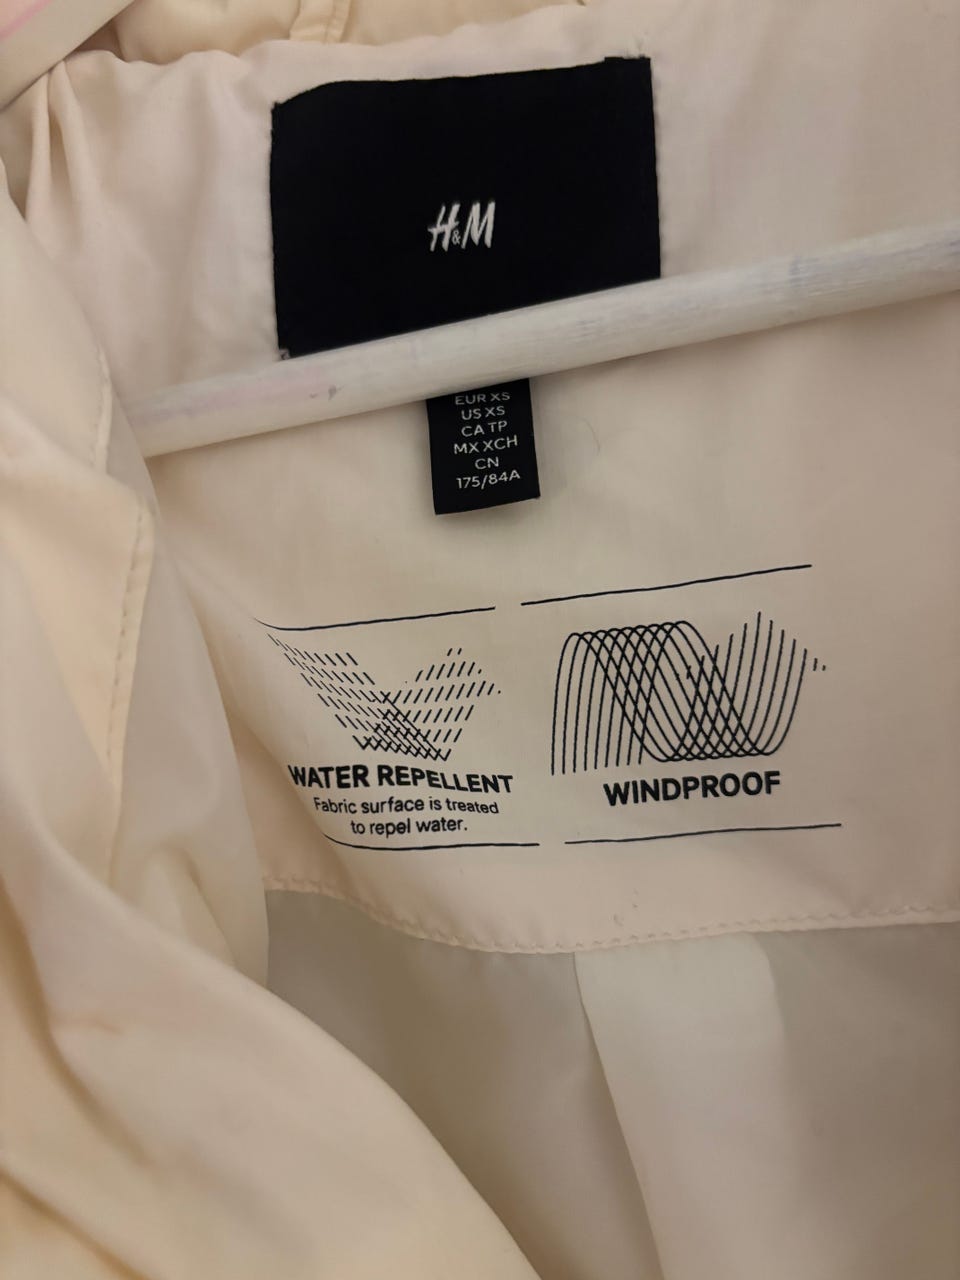 H&M
EUR XS
US XS
CA TP
MX XCH
CN
175/84A
WATER REPELLENT
Fabric surface is treated
to repel water.
WINDPROOF